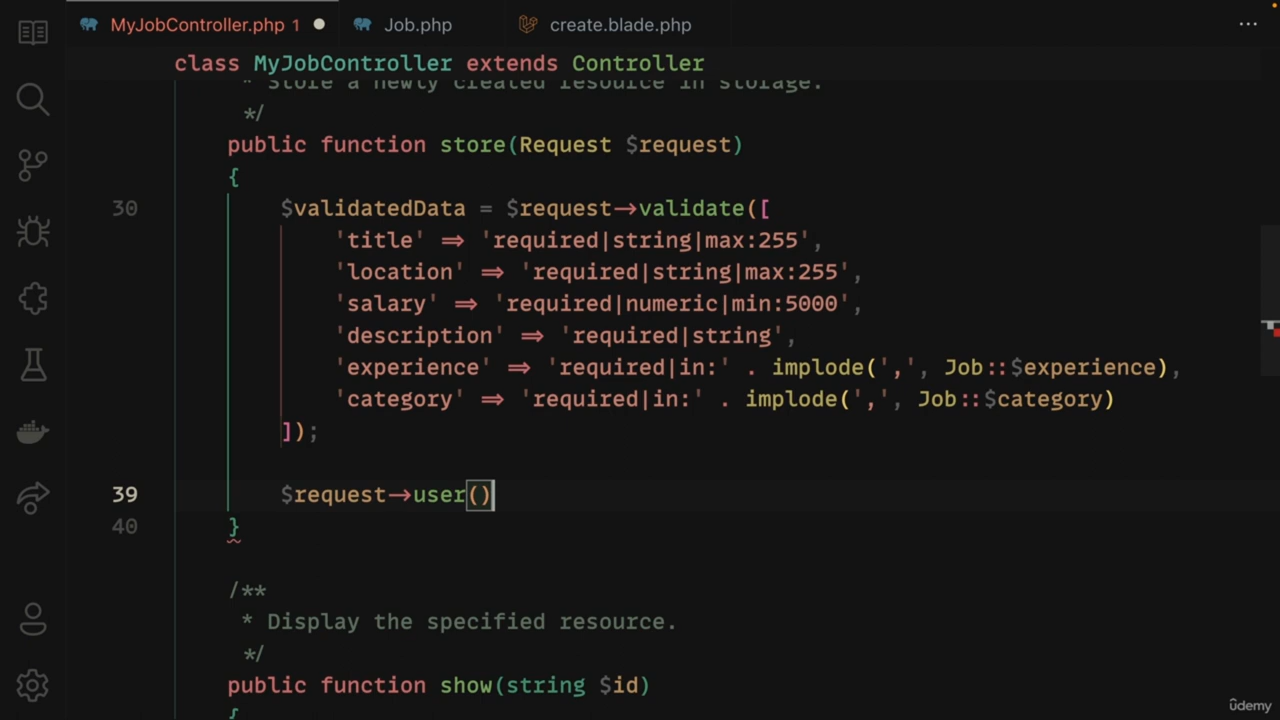 MyJobController.php 1
Job.php
create.blade.php
class MyJobController extends Controller
* Store a newly created resource in storage.
*/
public function store(Request $request)
{
30 $validatedData = $request->validate([
'title' => 'required|string|max:255',
'location' => 'required|string|max:255',
'salary' => 'required|numeric|min:5000',
'description' => 'required|string',
'experience' => 'required|in:' . implode(',', Job::$experience),
'category' => 'required|in:' . implode(',', Job::$category)
]);
39 $request->user()
40 }
/**
* Display the specified resource.
*/
public function show(string $id)
{
ûdemy